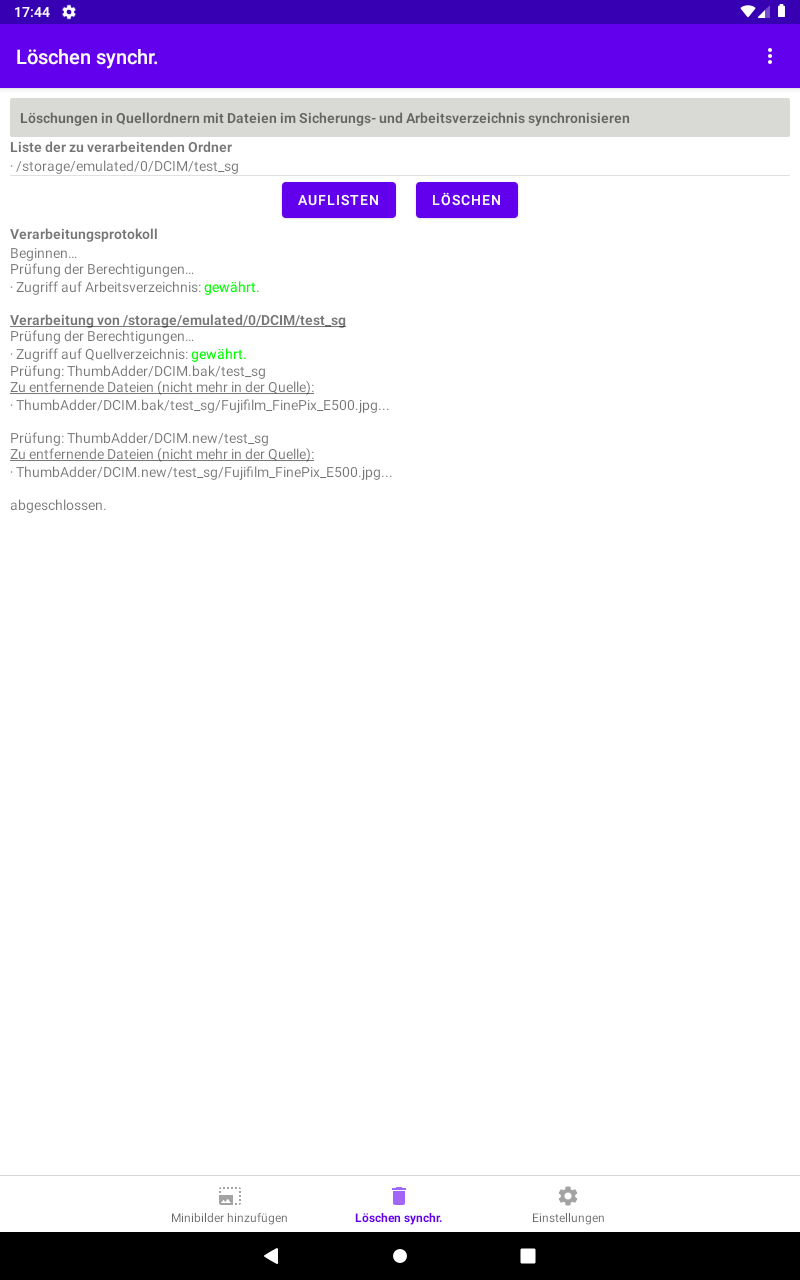 17:44
Löschen synchr.
Löschungen in Quellordnern mit Dateien im Sicherungs- und Arbeitsverzeichnis synchronisieren
Liste der zu verarbeitenden Ordner
· /storage/emulated/0/DCIM/test_sg
AUFLISTEN LÖSCHEN
Verarbeitungsprotokoll
Beginnen...
Prüfung der Berechtigungen...
· Zugriff auf Arbeitsverzeichnis: gewährt.
Verarbeitung von /storage/emulated/0/DCIM/test_sg
Prüfung der Berechtigungen...
· Zugriff auf Quellverzeichnis: gewährt.
Prüfung: ThumbAdder/DCIM.bak/test_sg
Zu entfernende Dateien (nicht mehr in der Quelle):
· ThumbAdder/DCIM.bak/test_sg/Fujifilm_FinePix_E500.jpg...
Prüfung: ThumbAdder/DCIM.new/test_sg
Zu entfernende Dateien (nicht mehr in der Quelle):
· ThumbAdder/DCIM.new/test_sg/Fujifilm_FinePix_E500.jpg...
abgeschlossen.
Minibilder hinzufügen Löschen synchr. Einstellungen